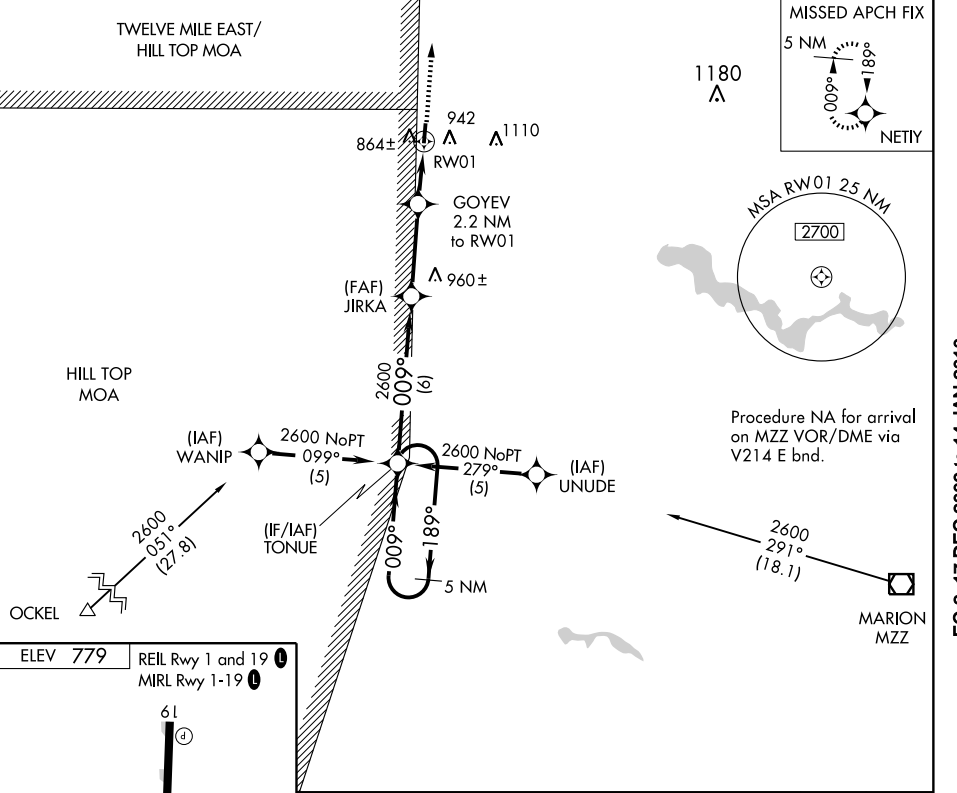 TWELVE MILE EAST/
HILL TOP MOA
MISSED APCH FIX
5 NM
009°
189°
NETIY
1180
864±
942
1110
RW01
GOYEV
2.2 NM
to RW01
960±
(FAF)
JIRKA
MSA RW01 25 NM
2700
HILL TOP
MOA
2600
009°
(6)
Procedure NA for arrival
on MZZ VOR/DME via
V214 E bnd.
(IAF)
WANIP
2600 NoPT
099°
(5)
2600 NoPT
279°
(5)
(IAF)
UNUDE
(IF/IAF)
TONUE
009°
189°
5 NM
2600
051°
(27.8)
OCKEL
2600
291°
(18.1)
MARION
MZZ
ELEV 779
REIL Rwy 1 and 19 L
MIRL Rwy 1-19 L
19
P